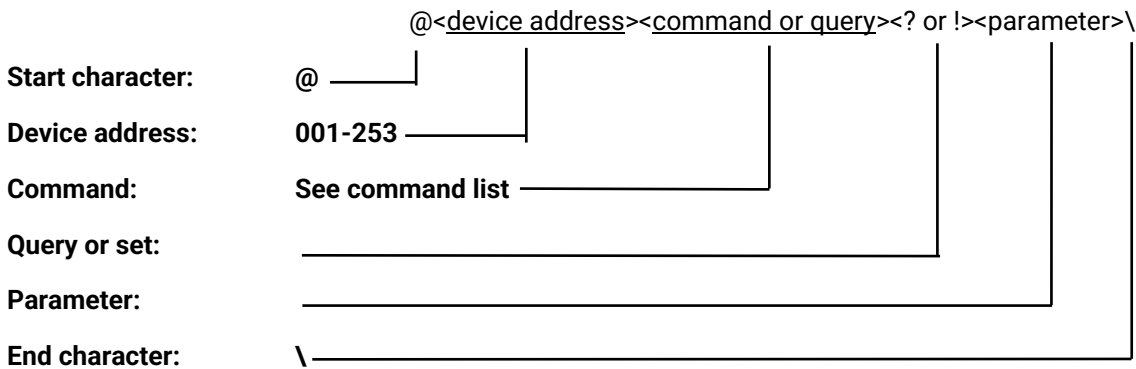 @<device address><command or query><? or !><parameter>\
Start character: @
Device address: 001-253
Command: See command list
Query or set:
Parameter:
End character: \